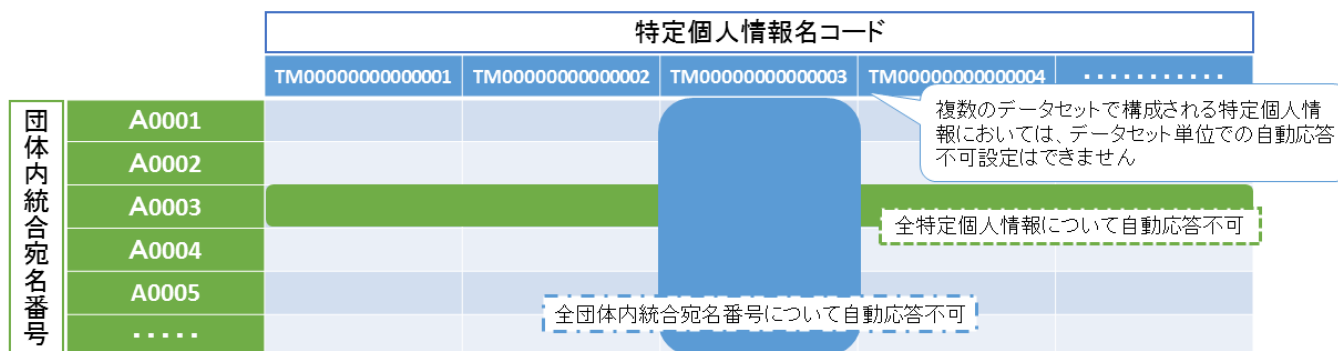 特定個人情報名コード
TM00000000000001 TM00000000000002 TM00000000000003 TM00000000000004 ・・・・・・・・・・・
複数のデータセットで構成される特定個人情
報においては、データセット単位での自動応答
不可設定はできません
団体内統合宛名番号
A0001
A0002
A0003
全特定個人情報について自動応答不可
A0004
A0005
全団体内統合宛名番号について自動応答不可
・・・・・